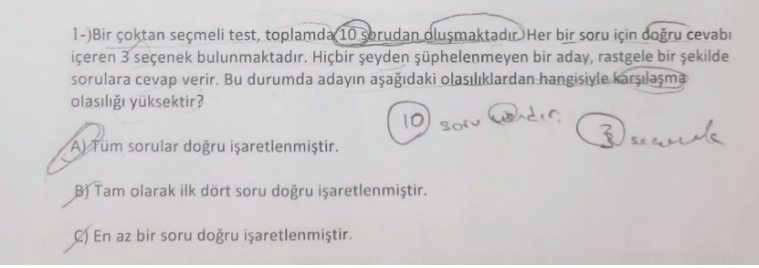 1-)Bir çoktan seçmeli test, toplamda 10 sorudan oluşmaktadır. Her bir soru için doğru cevabı
içeren 3 seçenek bulunmaktadır. Hiçbir şeyden şüphelenmeyen bir aday, rastgele bir şekilde
sorulara cevap verir. Bu durumda adayın aşağıdaki olasılıklardan hangisiyle karşılaşma
olasılığı yüksektir?
10 soru
3 seçenek
A) Tüm sorular doğru işaretlenmiştir.
B) Tam olarak ilk dört soru doğru işaretlenmiştir.
C) En az bir soru doğru işaretlenmiştir.